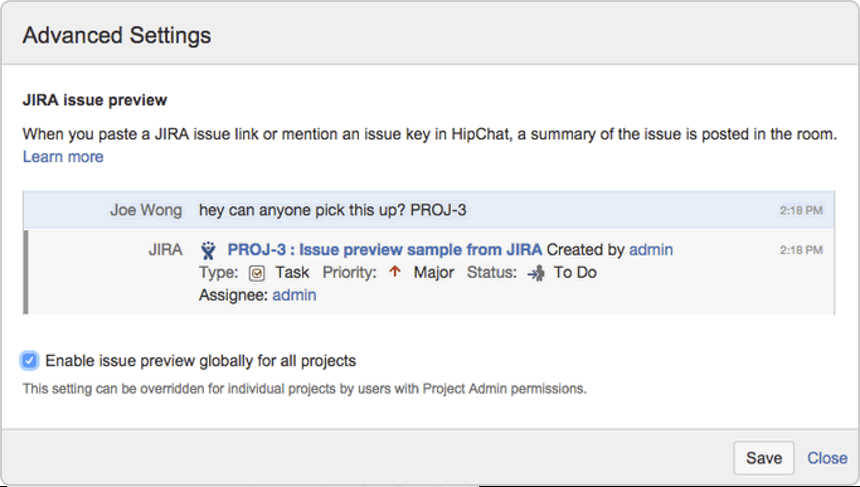 Advanced Settings
JIRA issue preview
When you paste a JIRA issue link or mention an issue key in HipChat, a summary of the issue is posted in the room.
Learn more
Joe Wong hey can anyone pick this up? PROJ-3 2:18 PM
JIRA PROJ-3 : Issue preview sample from JIRA Created by admin 2:18 PM
Type: Task Priority: Major Status: To Do
Assignee: admin
Enable issue preview globally for all projects
This setting can be overridden for individual projects by users with Project Admin permissions.
Save Close